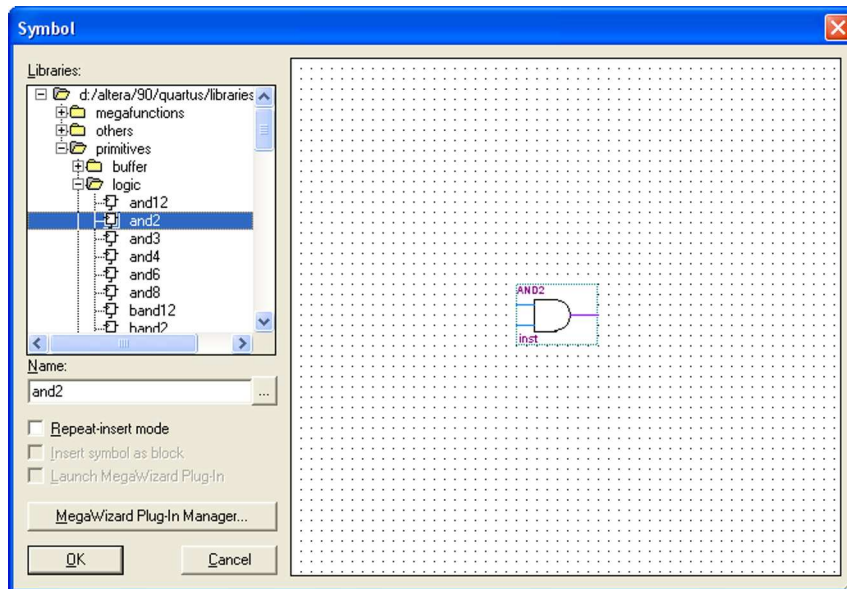 Symbol
Libraries:
d:/altera/90/quartus/libraries
megafunctions
others
primitives
buffer
logic
and12
and2
and3
and4
and6
and8
band12
band2
Name:
and2
...
Repeat-insert mode
Insert symbol as block
Launch MegaWizard Plug-In
MegaWizard Plug-In Manager...
OK
Cancel
AND2
inst